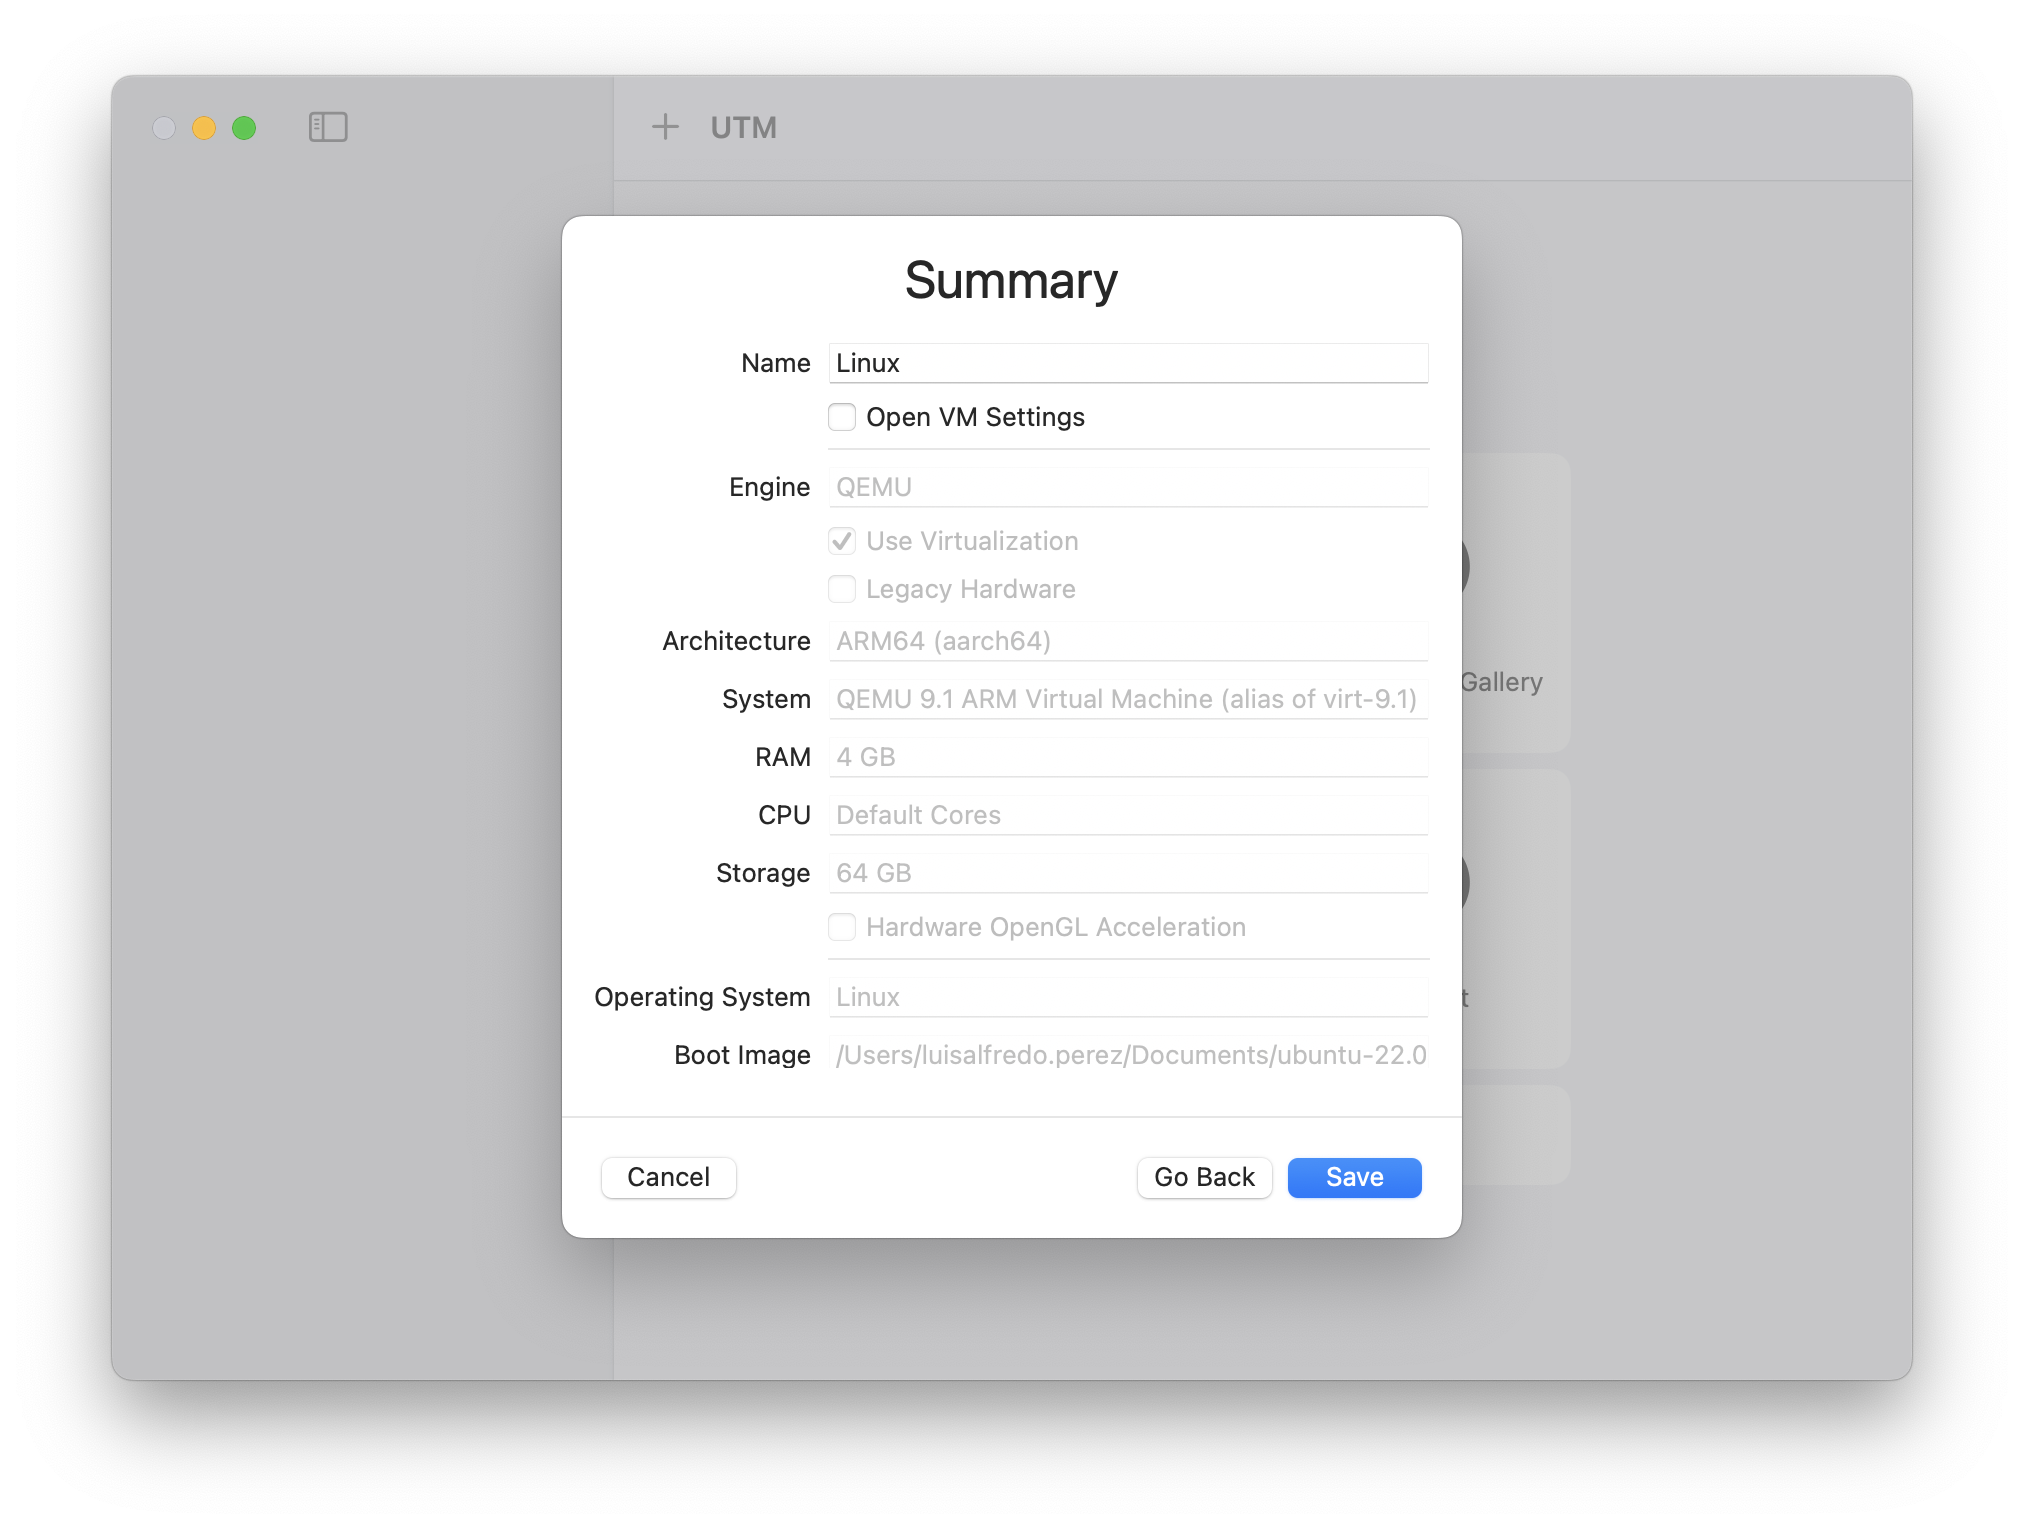 UTM
Summary
Name Linux
Open VM Settings
Engine QEMU
Use Virtualization
Legacy Hardware
Architecture ARM64 (aarch64)
System QEMU 9.1 ARM Virtual Machine (alias of virt-9.1)
RAM 4 GB
CPU Default Cores
Storage 64 GB
Hardware OpenGL Acceleration
Operating System Linux
Boot Image /Users/luisalfredo.perez/Documents/ubuntu-22.0
Gallery
t
Cancel Go Back Save